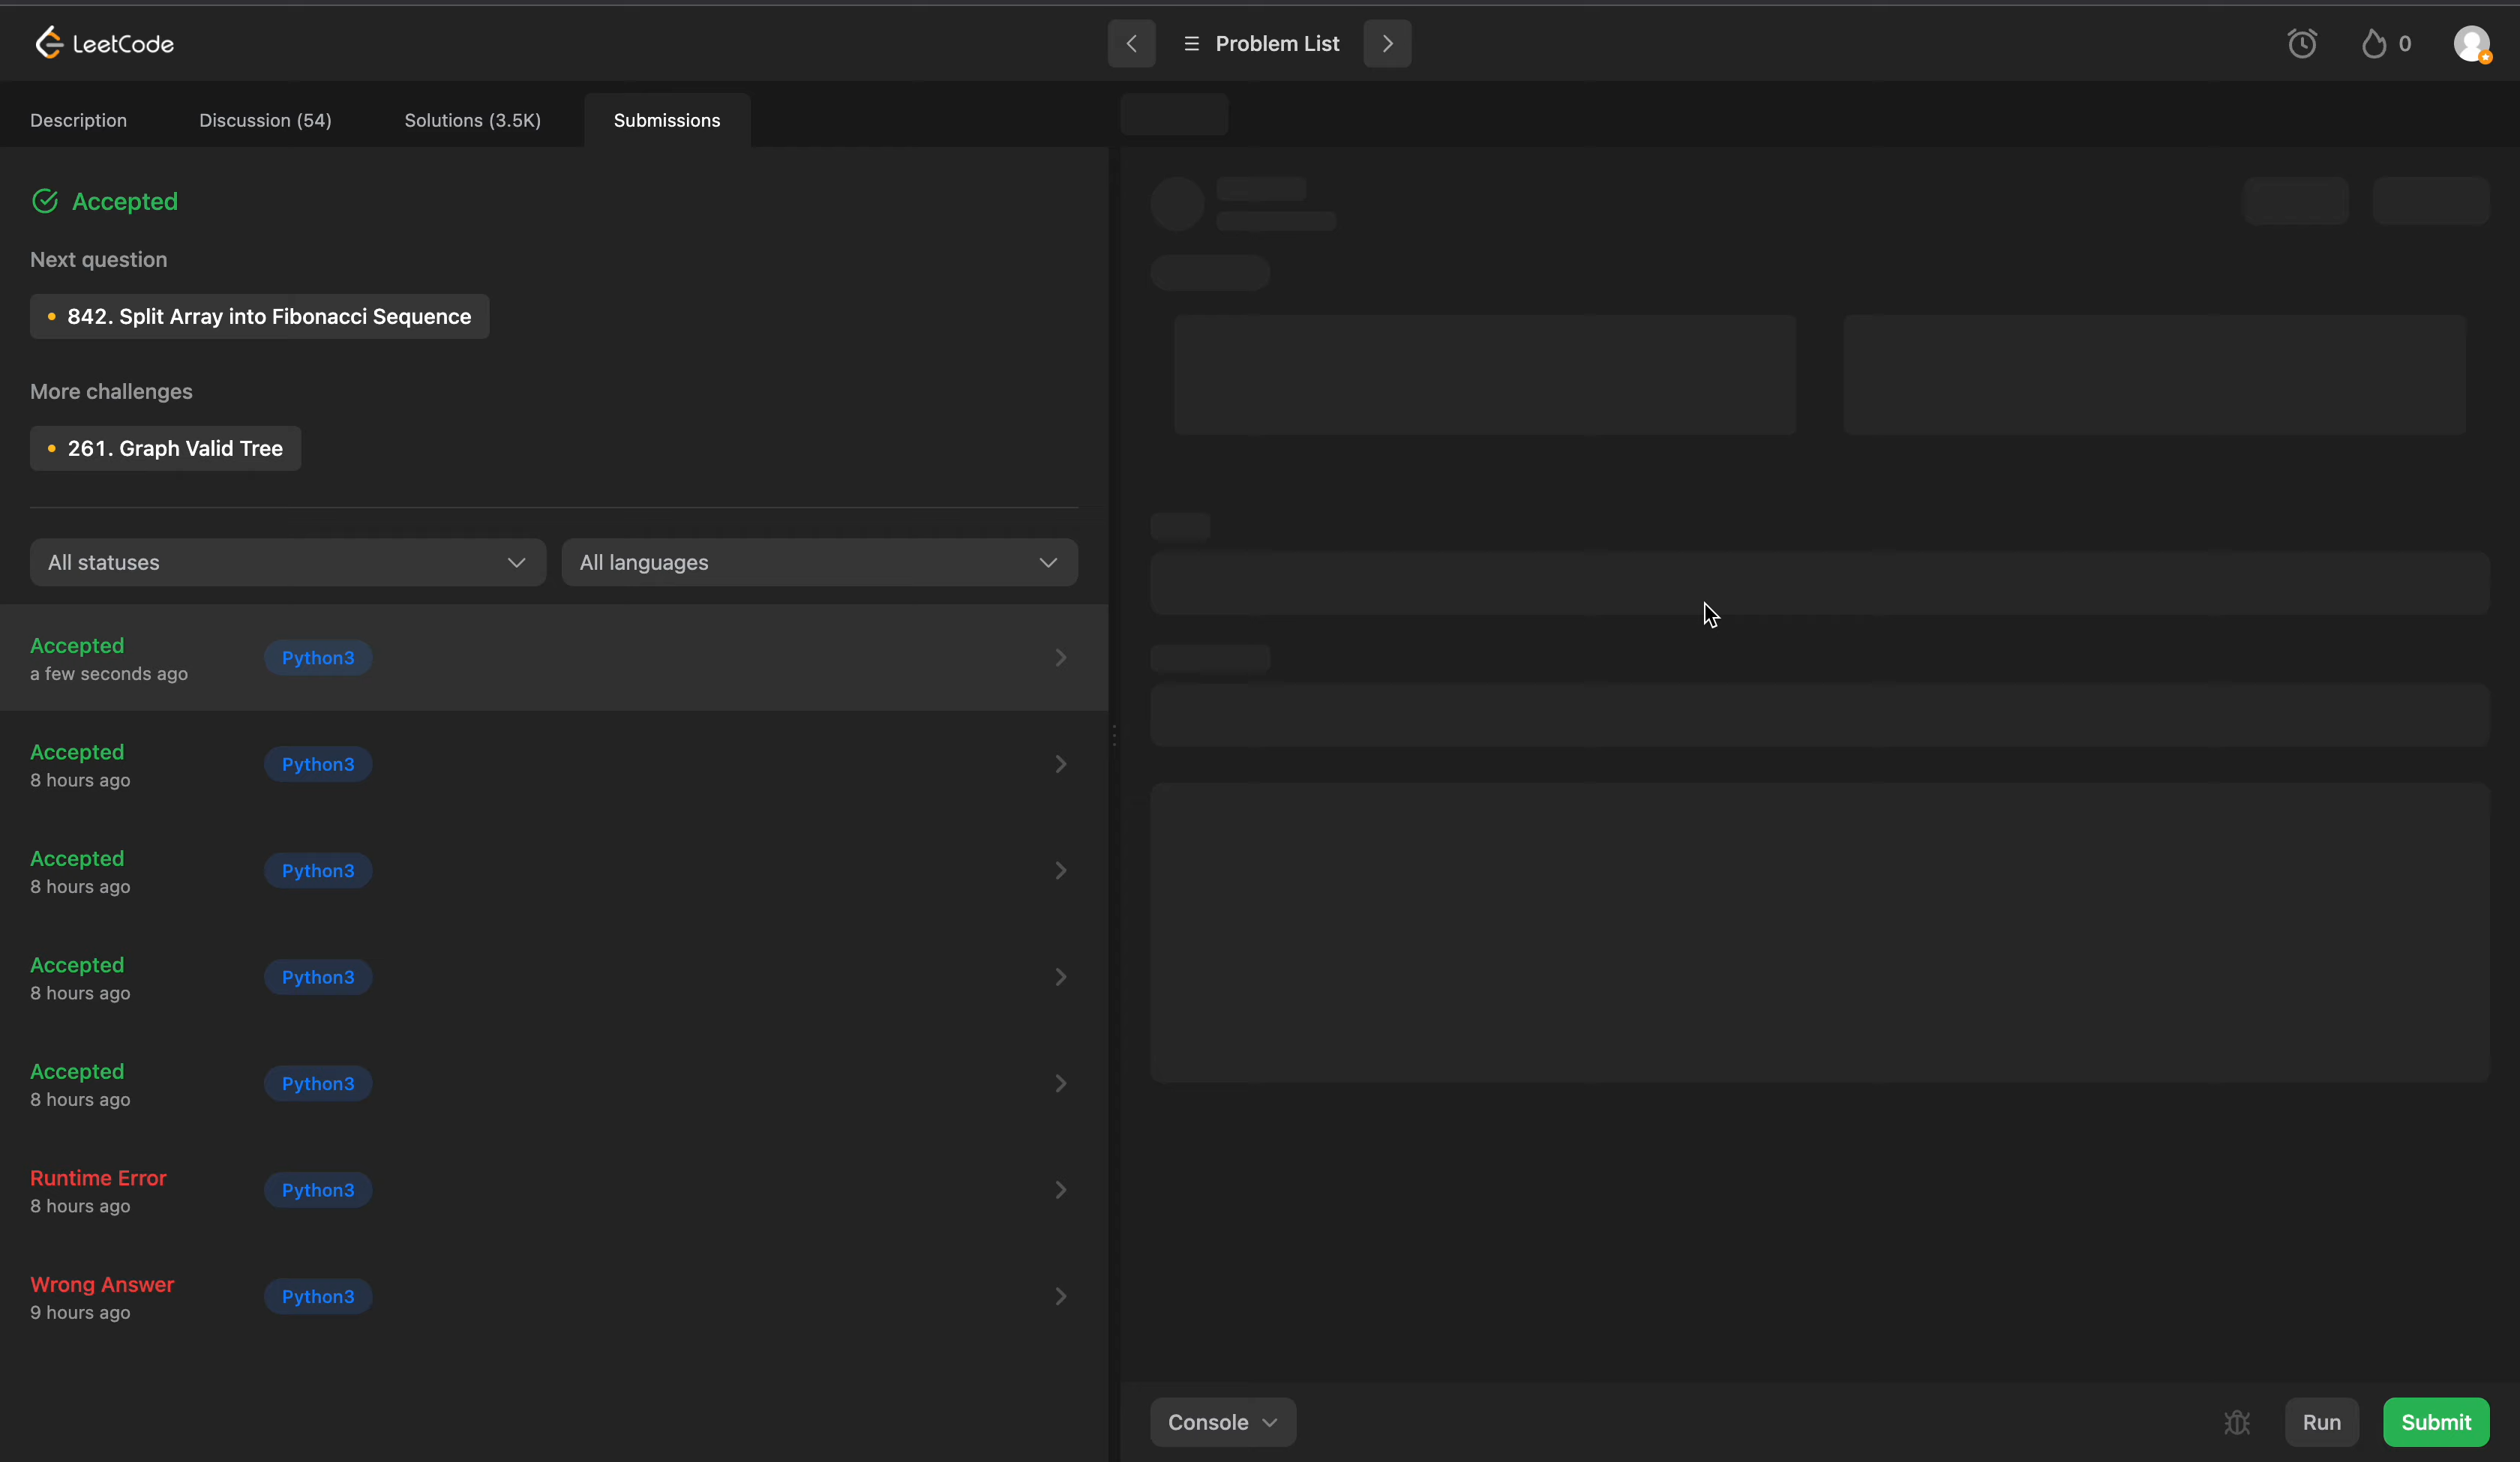 LeetCode
Problem List
0
Description
Discussion (54)
Solutions (3.5K)
Submissions
Accepted
Next question
842. Split Array into Fibonacci Sequence
More challenges
261. Graph Valid Tree
All statuses
All languages
Accepted
a few seconds ago
Python3
Accepted
8 hours ago
Python3
Accepted
8 hours ago
Python3
Accepted
8 hours ago
Python3
Accepted
8 hours ago
Python3
Runtime Error
8 hours ago
Python3
Wrong Answer
9 hours ago
Python3
Console
Run
Submit